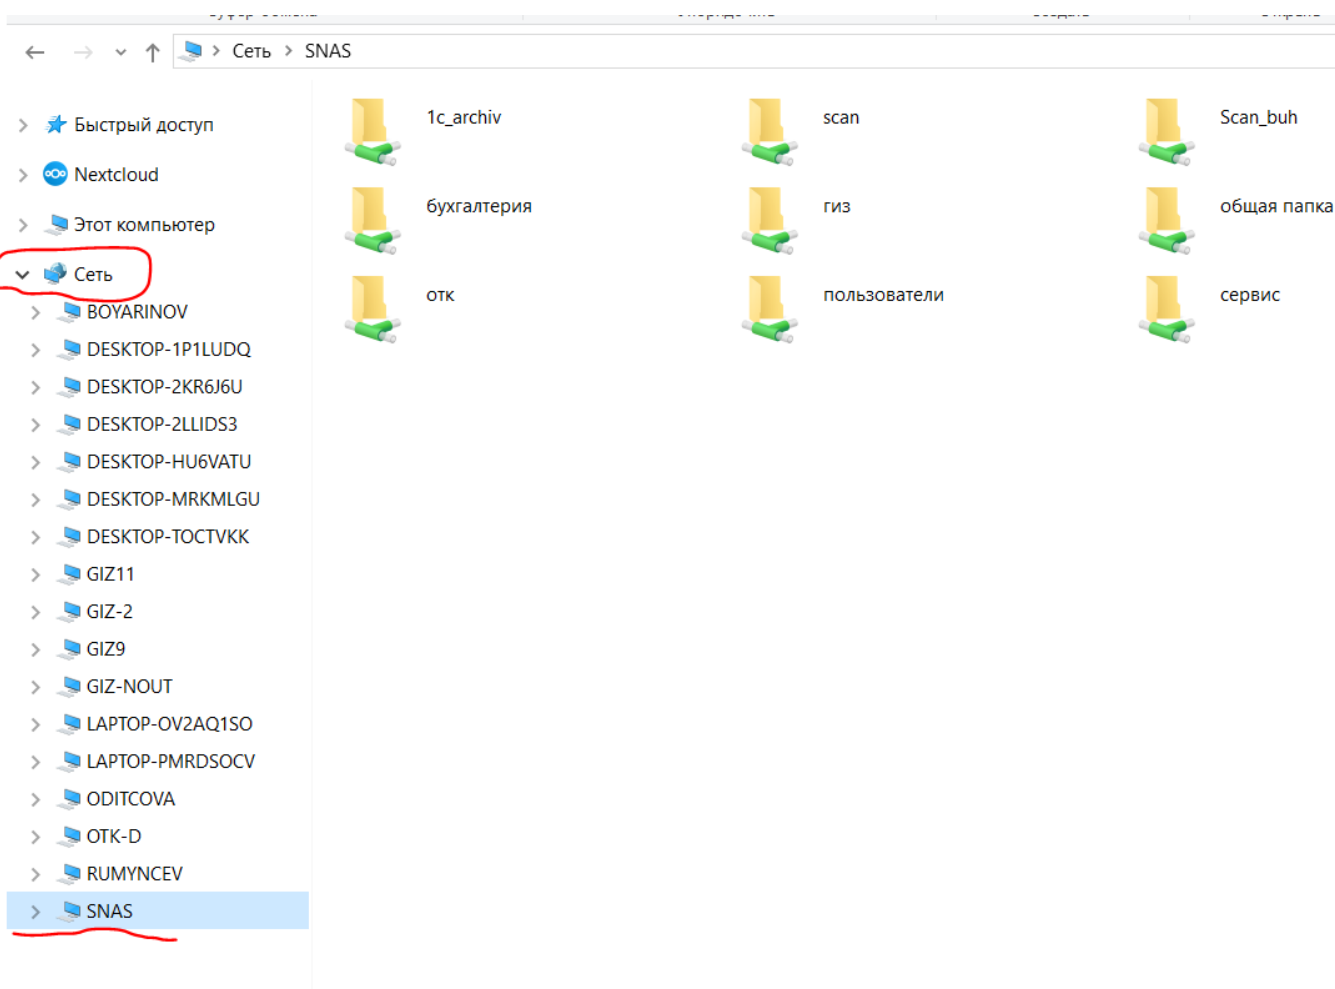 Сеть > SNAS
Быстрый доступ
Nextcloud
Этот компьютер
Сеть
BOYARINOV
DESKTOP-1P1LUDQ
DESKTOP-2KR6J6U
DESKTOP-2LLIDS3
DESKTOP-HU6VATU
DESKTOP-MRKMLGU
DESKTOP-TOCTVKK
GIZ11
GIZ-2
GIZ9
GIZ-NOUT
LAPTOP-OV2AQ1SO
LAPTOP-PMRDSOCV
ODITCOVA
OTK-D
RUMYNCEV
SNAS
1c_archiv
scan
Scan_buh
бухгалтерия
гиз
общая папка
отк
пользователи
сервис